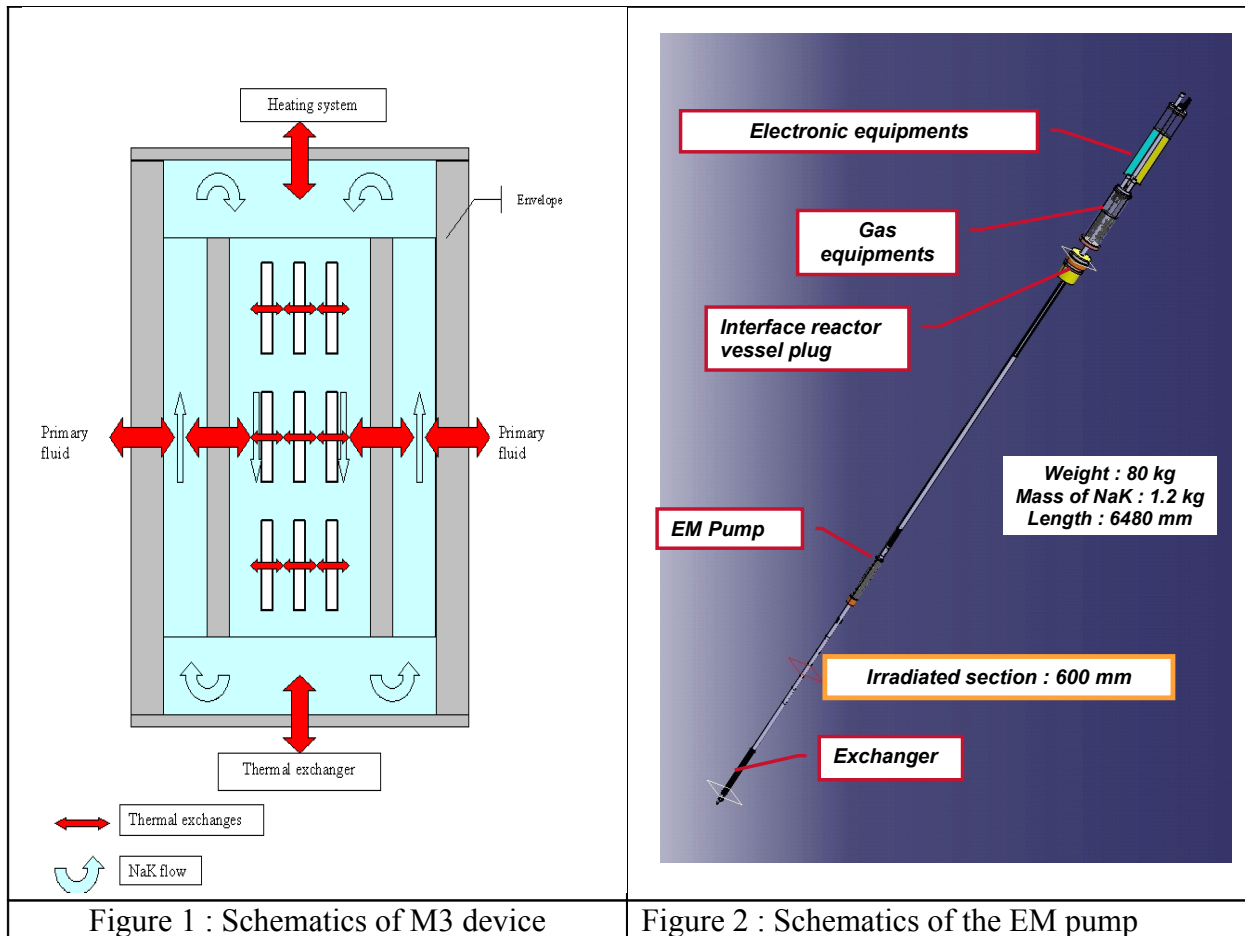 Heating system
Envelope
Primary
fluid
Primary
fluid
Thermal exchanger
Thermal exchanges
NaK flow
Figure 1 : Schematics of M3 device
Electronic equipments
Gas
equipments
Interface reactor
vessel plug
Weight : 80 kg
Mass of NaK : 1.2 kg
Length : 6480 mm
EM Pump
Irradiated section : 600 mm
Exchanger
Figure 2 : Schematics of the EM pump